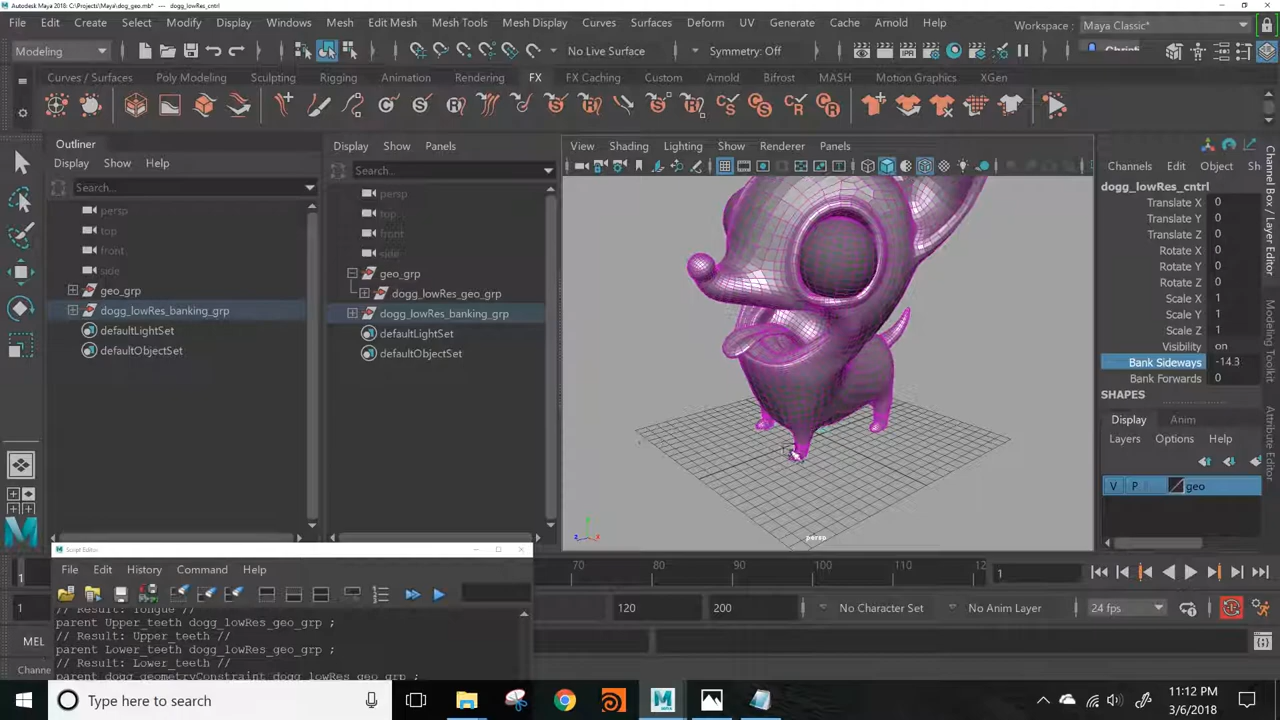 Autodesk Maya 2018: C:\Projects\Maya\dog_geo.mb* --- dogg_lowRes_cntrl
File Edit Create Select Modify Display Windows Mesh Edit Mesh Mesh Tools Mesh Display Curves Surfaces Deform UV Generate Cache Arnold Help
Workspace : Maya Classic*
Modeling No Live Surface Symmetry: Off
Curves / Surfaces Poly Modeling Sculpting Rigging Animation Rendering FX FX Caching Custom Arnold Bifrost MASH Motion Graphics XGen
Outliner
Display Show Help
Search...
persp
top
front
side
geo_grp
dogg_lowRes_banking_grp
defaultLightSet
defaultObjectSet
Display Show Panels
Search...
persp
top
front
side
geo_grp
dogg_lowRes_geo_grp
dogg_lowRes_banking_grp
defaultLightSet
defaultObjectSet
View Shading Lighting Show Renderer Panels
persp
Channels Edit Object Sh
dogg_lowRes_cntrl
Translate X 0
Translate Y 0
Translate Z 0
Rotate X 0
Rotate Y 0
Rotate Z 0
Scale X 1
Scale Y 1
Scale Z 1
Visibility on
Bank Sideways -14.3
Bank Forwards 0
SHAPES
Display Anim
Layers Options Help
V P geo
Channel Box / Layer Editor
Modeling Toolkit
Attribute Editor
Script Editor
File Edit History Command Help
// Result: Tongue //
parent Upper_teeth dogg_lowRes_geo_grp ;
// Result: Upper_teeth //
parent Lower_teeth dogg_lowRes_geo_grp ;
// Result: Lower_teeth //
parent dogg_geometryConstraint dogg_lowRes_geo_grp ;
1 70 80 90 100 110 12 1
1 120 200 No Character Set No Anim Layer 24 fps
MEL
Channe
Type here to search
11:12 PM
3/6/2018